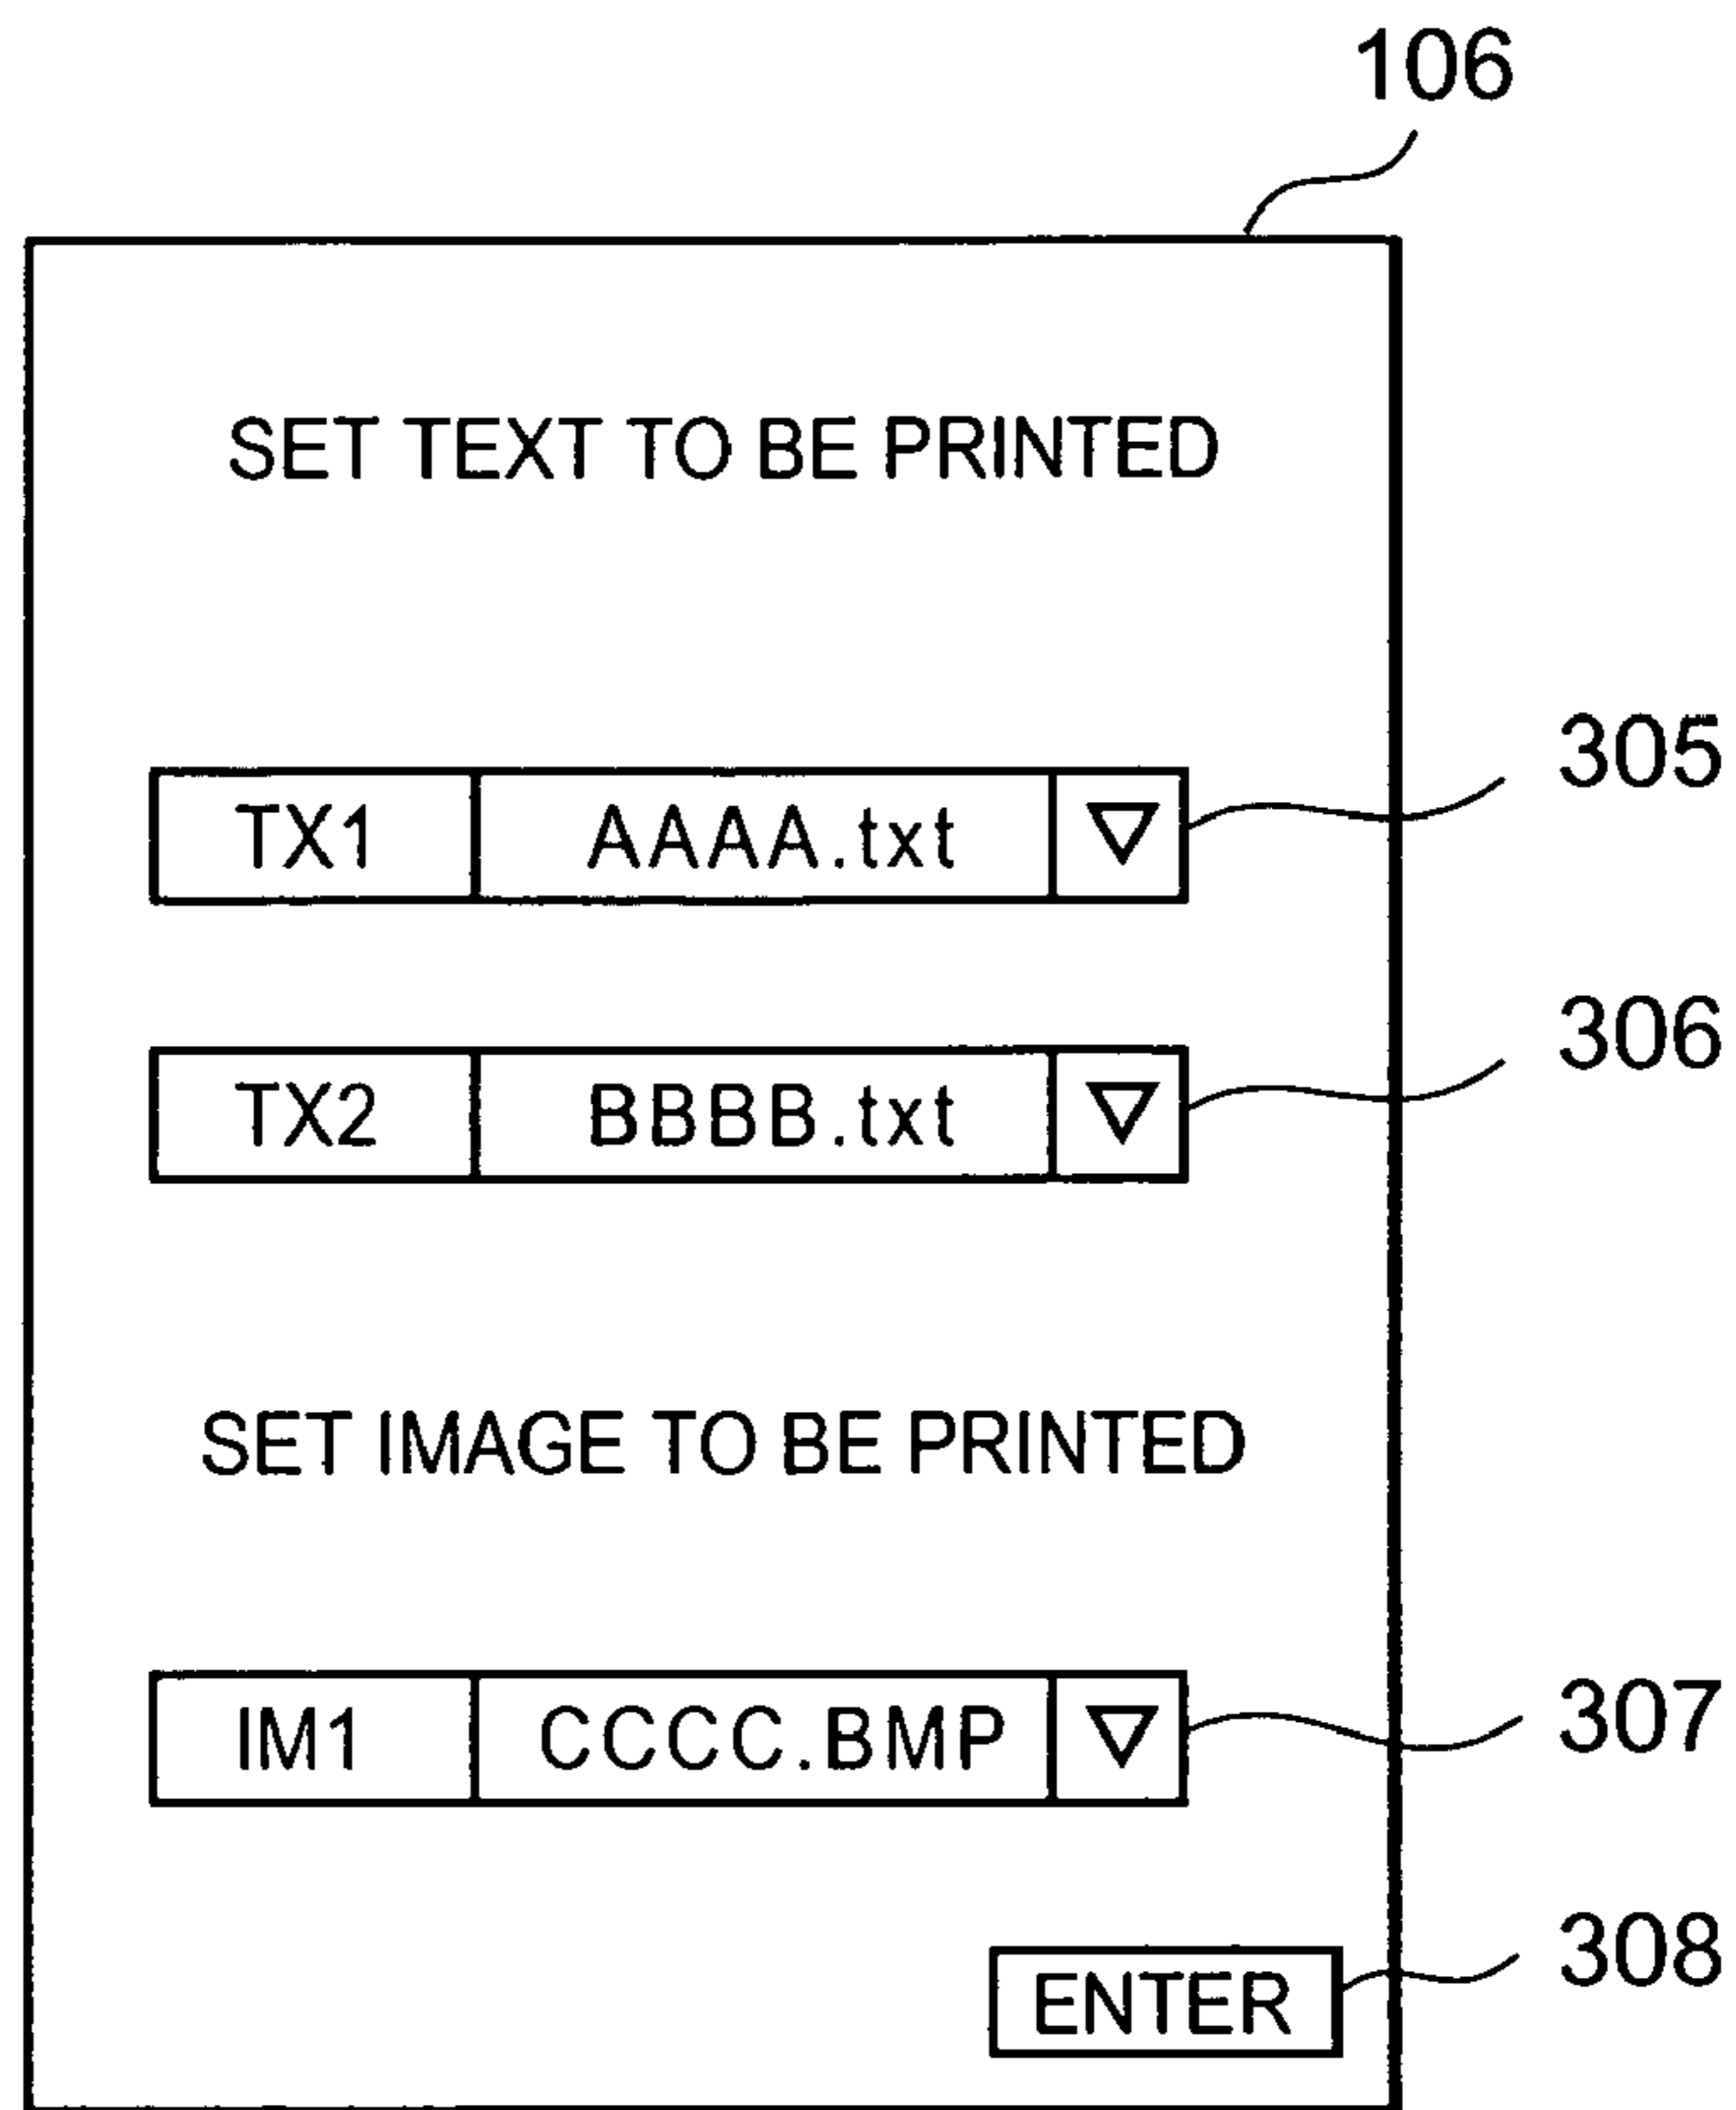 106
SET TEXT TO BE PRINTED
TX1 AAAA.txt 305
TX2 BBBB.txt 306
SET IMAGE TO BE PRINTED
IM1 CCCC.BMP 307
ENTER 308